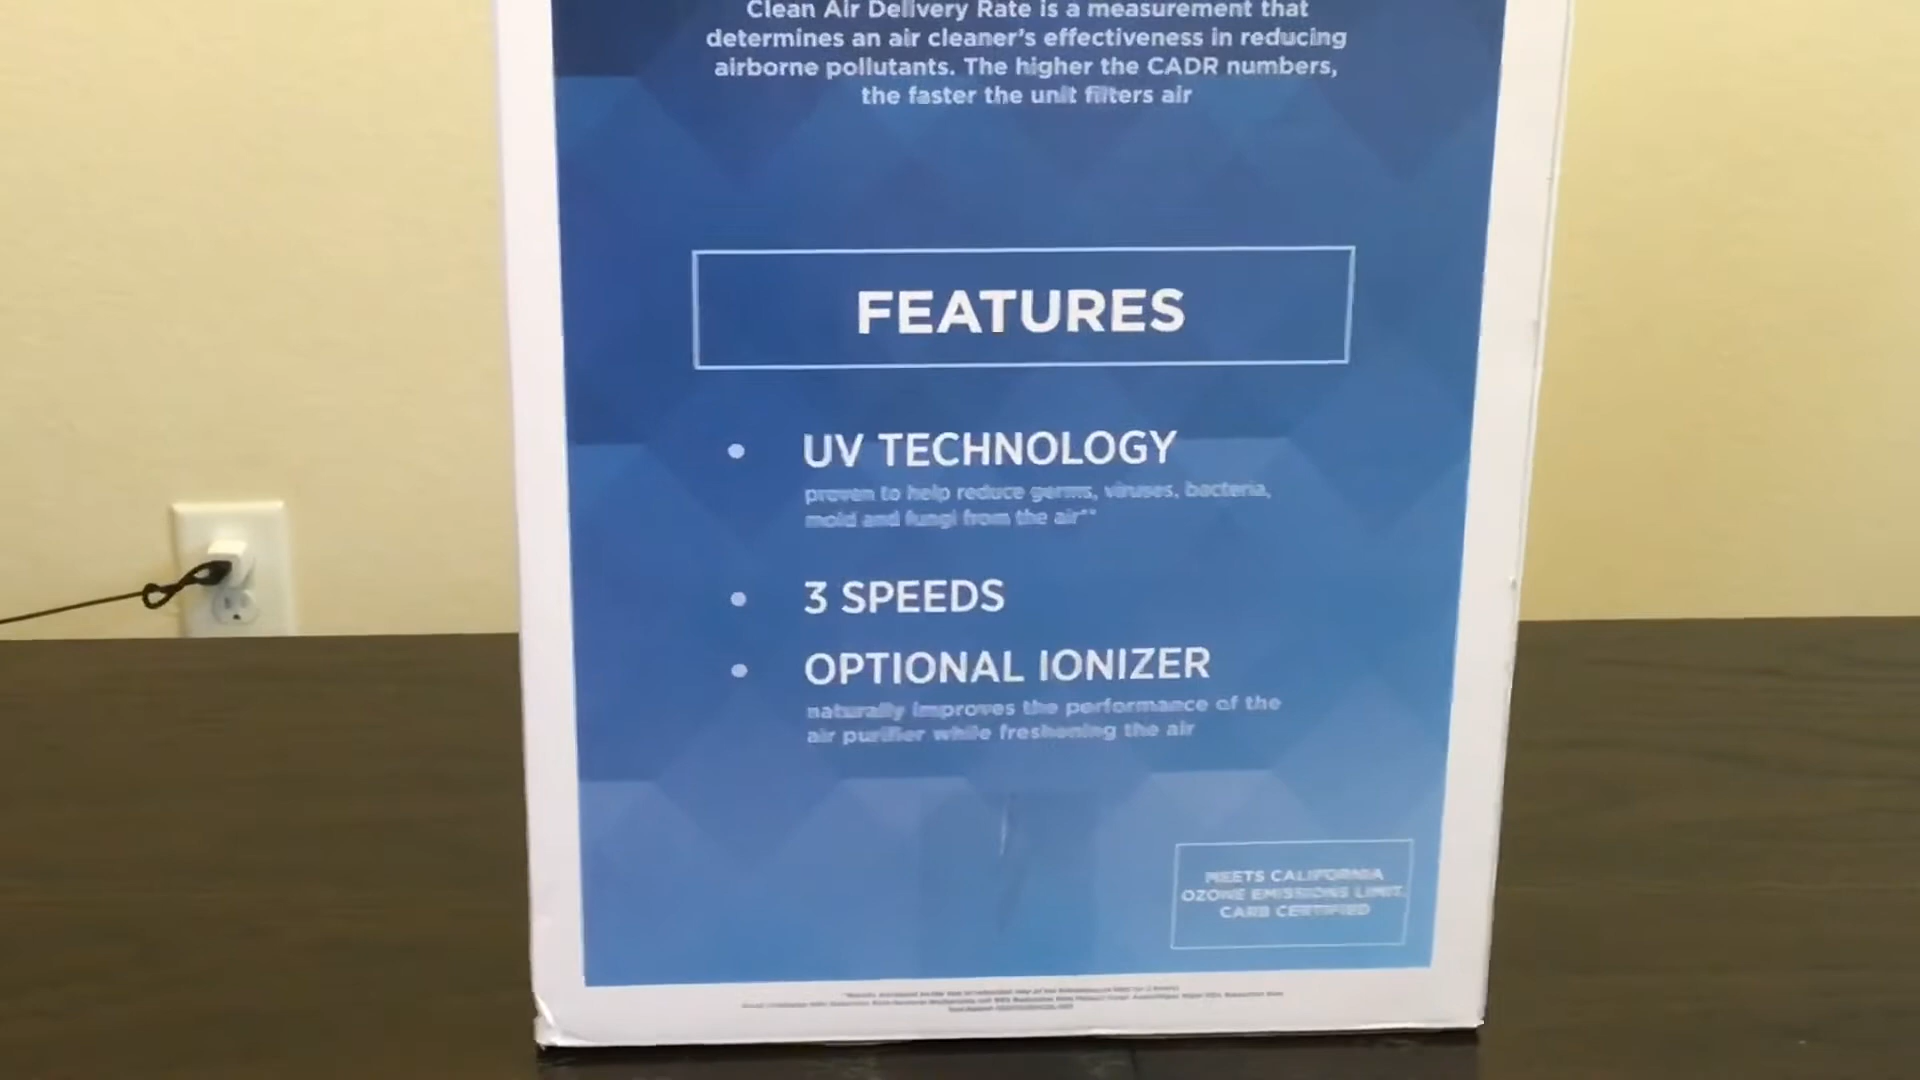 Clean Air Delivery Rate is a measurement that
determines an air cleaner's effectiveness in reducing
airborne pollutants. The higher the CADR numbers,
the faster the unit filters air
FEATURES
• UV TECHNOLOGY
proven to help reduce germs, viruses, bacteria,
mold and fungi from the air**
• 3 SPEEDS
• OPTIONAL IONIZER
naturally improves the performance of the
air purifier while freshening the air
MEETS CALIFORNIA
OZONE EMISSIONS LIMIT.
CARB CERTIFIED